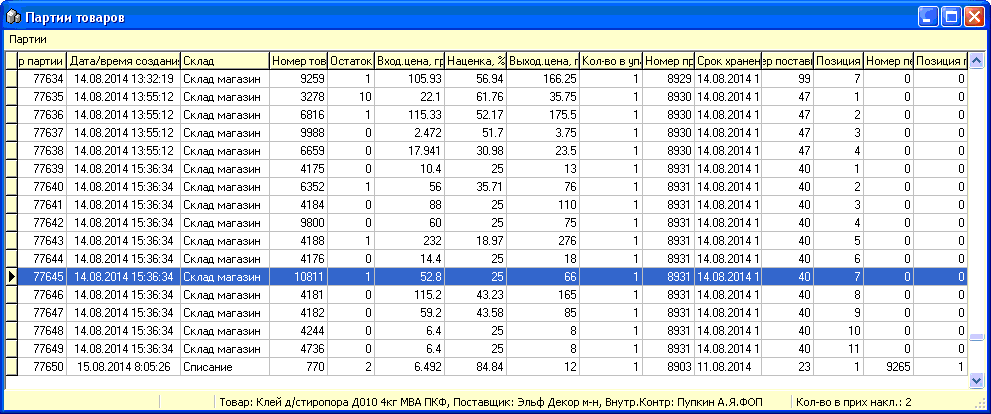 Партии товаров
Партии
р партии Дата/время создания Склад Номер тов Остаток Вход.цена, гр Наценка, % Выход.цена, г Кол-во в упа Номер пр Срок хранен ер постави Позиция Номер пе Позиция п
77634 14.08.2014 13:32:19 Склад магазин 9259 1 105.93 56.94 166.25 1 8929 14.08.2014 1 99 7 0 0
77635 14.08.2014 13:55:12 Склад магазин 3278 10 22.1 61.76 35.75 1 8930 14.08.2014 1 47 1 0 0
77636 14.08.2014 13:55:12 Склад магазин 6816 1 115.33 52.17 175.5 1 8930 14.08.2014 1 47 2 0 0
77637 14.08.2014 13:55:12 Склад магазин 9988 0 2.472 51.7 3.75 1 8930 14.08.2014 1 47 3 0 0
77638 14.08.2014 13:55:12 Склад магазин 6659 0 17.941 30.98 23.5 1 8930 14.08.2014 1 47 4 0 0
77639 14.08.2014 15:36:34 Склад магазин 4175 0 10.4 25 13 1 8931 14.08.2014 1 40 1 0 0
77640 14.08.2014 15:36:34 Склад магазин 6352 1 56 35.71 76 1 8931 14.08.2014 1 40 2 0 0
77641 14.08.2014 15:36:34 Склад магазин 4184 0 88 25 110 1 8931 14.08.2014 1 40 3 0 0
77642 14.08.2014 15:36:34 Склад магазин 9800 0 60 25 75 1 8931 14.08.2014 1 40 4 0 0
77643 14.08.2014 15:36:34 Склад магазин 4188 1 232 18.97 276 1 8931 14.08.2014 1 40 5 0 0
77644 14.08.2014 15:36:34 Склад магазин 4176 0 14.4 25 18 1 8931 14.08.2014 1 40 6 0 0
77645 14.08.2014 15:36:34 Склад магазин 10811 1 52.8 25 66 1 8931 14.08.2014 1 40 7 0 0
77646 14.08.2014 15:36:34 Склад магазин 4181 0 115.2 43.23 165 1 8931 14.08.2014 1 40 8 0 0
77647 14.08.2014 15:36:34 Склад магазин 4182 0 59.2 43.58 85 1 8931 14.08.2014 1 40 9 0 0
77648 14.08.2014 15:36:34 Склад магазин 4244 0 6.4 25 8 1 8931 14.08.2014 1 40 10 0 0
77649 14.08.2014 15:36:34 Склад магазин 4736 0 6.4 25 8 1 8931 14.08.2014 1 40 11 0 0
77650 15.08.2014 8:05:26 Списание 770 2 6.492 84.84 12 1 8903 11.08.2014 23 1 9265 1
Товар: Клей д/стиропора Д010 4кг МВА ПКФ, Поставщик: Эльф Декор м-н, Внутр.Контр: Пупкин А.Я.ФОП Кол-во в прих накл.: 2